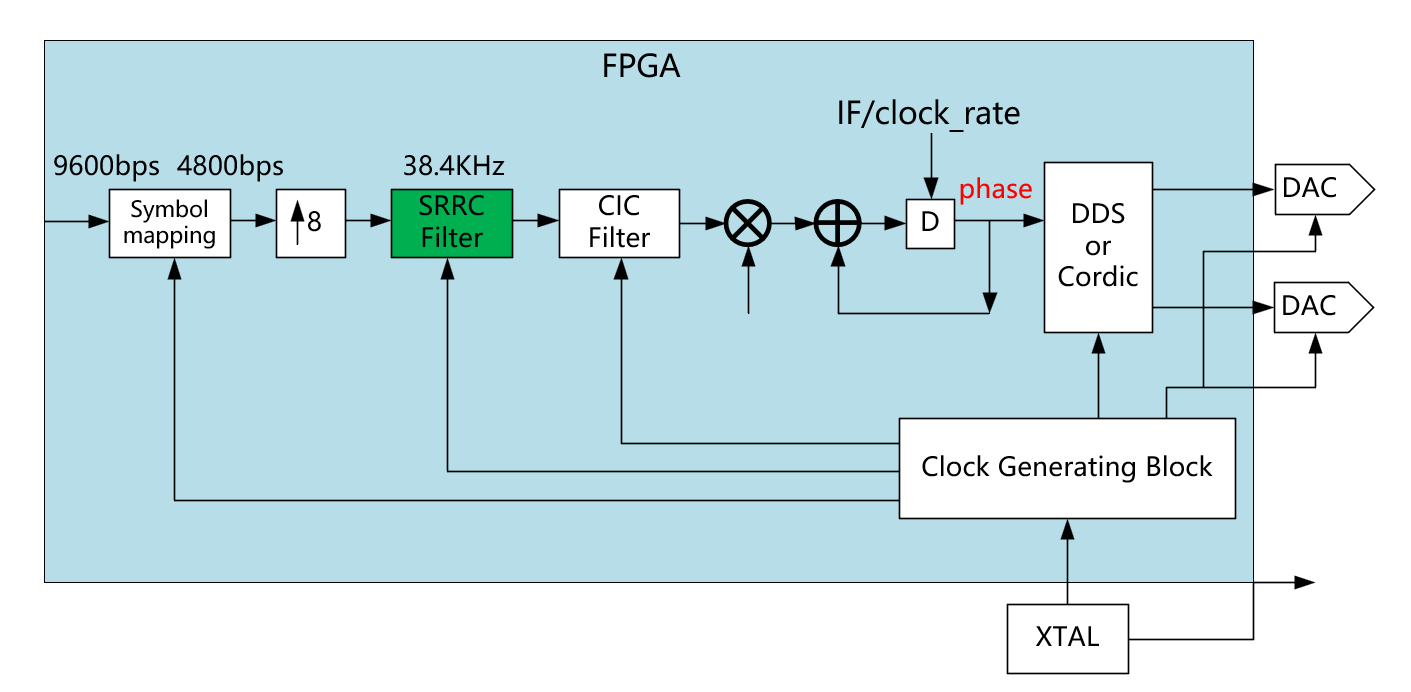 FPGA
IF/clock_rate
9600bps
4800bps
38.4KHz
Symbol
mapping
8
SRRC
Filter
CIC
Filter
D
phase
DDS
or
Cordic
DAC
DAC
Clock Generating Block
XTAL